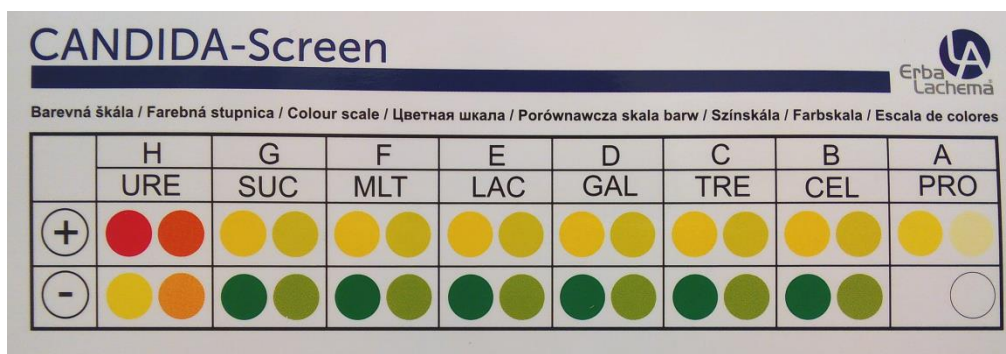 CANDIDA-Screen
Erba
Lachema
Barevná škála / Farebná stupnica / Colour scale / Цветная шкала / Porównawcza skala barw / Színskála / Farbskala / Escala de colores
H G F E D C B A
URE SUC MLT LAC GAL TRE CEL PRO
+
-